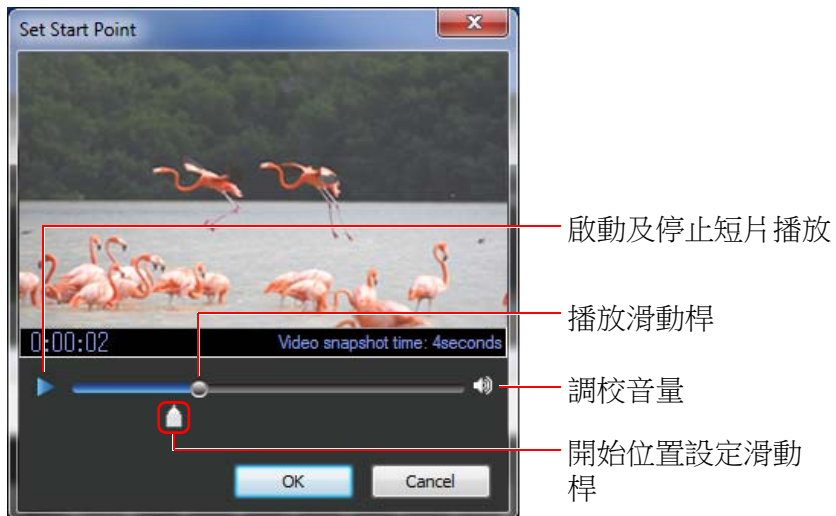 Set Start Point
啟動及停止短片播放
播放滑動桿
0:00:02
Video snapshot time: 4seconds
調校音量
開始位置設定滑動
桿
OK
Cancel